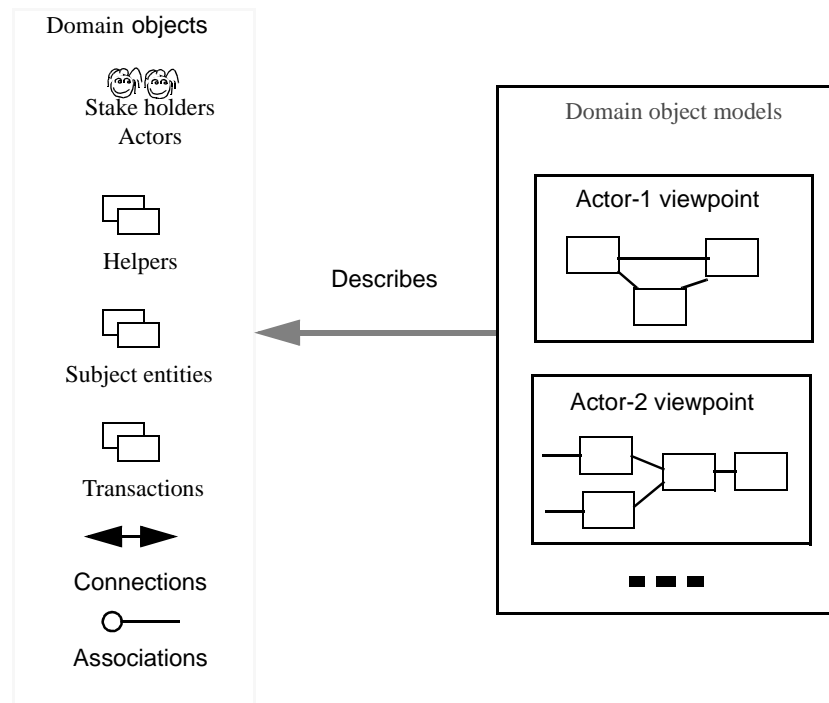 Domain objects
Stake holders
Actors
Helpers
Subject entities
Transactions
Connections
Associations
Describes
Domain object models
Actor-1 viewpoint
Actor-2 viewpoint